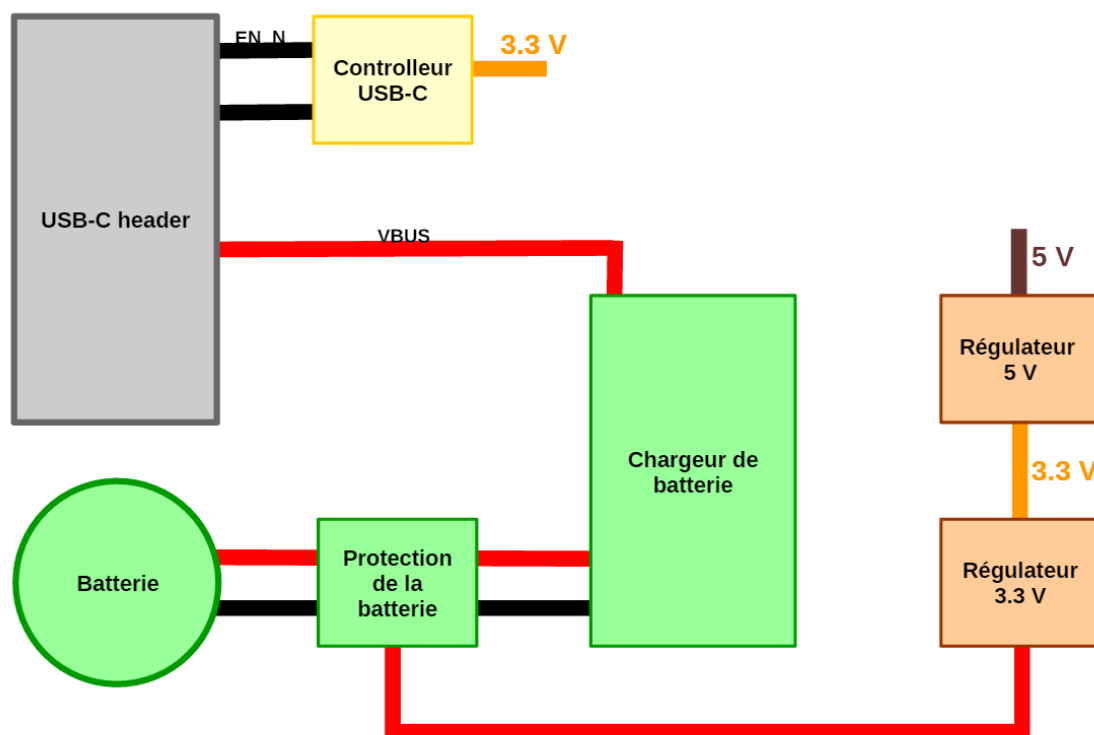 EN_N
3.3 V
Controlleur
USB-C
USB-C header
VBUS
5 V
Régulateur
5 V
Chargeur de
batterie
3.3 V
Batterie
Protection
de la
batterie
Régulateur
3.3 V